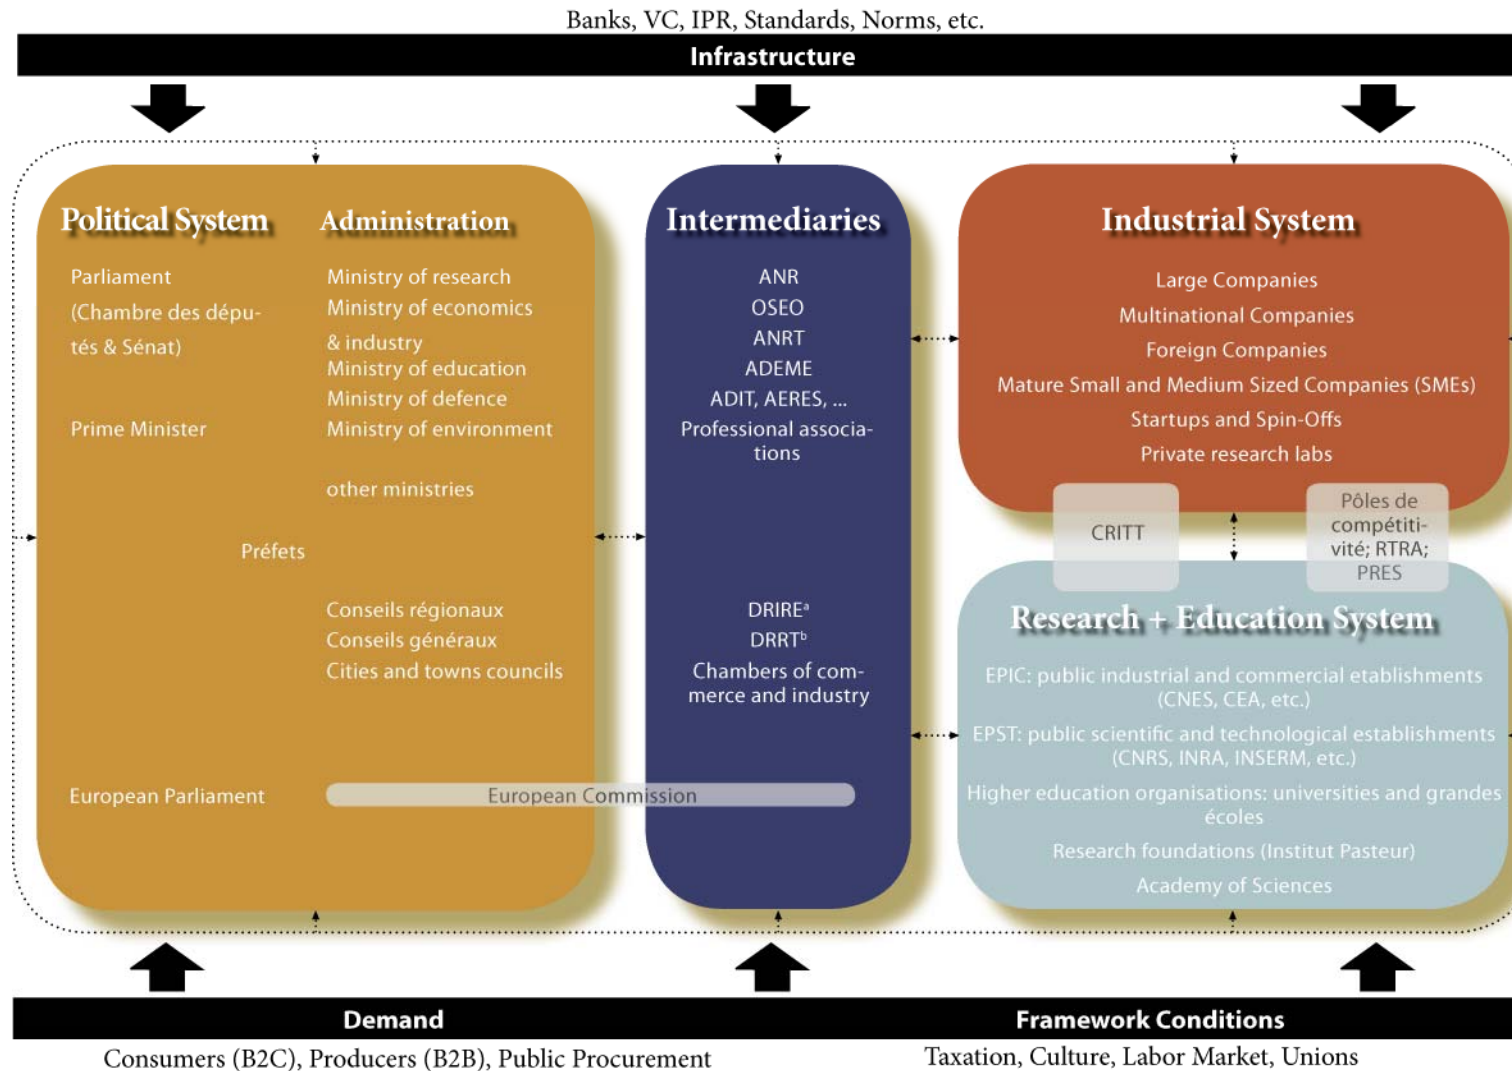 Banks, VC, IPR, Standards, Norms, etc.
Infrastructure
Political System
Parliament
(Chambre des dépu-
tés & Sénat)
Prime Minister
Préfets
European Parliament
Administration
Ministry of research
Ministry of economics
& industry
Ministry of education
Ministry of defence
Ministry of environment
other ministries
Conseils régionaux
Conseils généraux
Cities and towns councils
European Commission
Intermediaries
ANR
OSEO
ANRT
ADEME
ADIT, AERES, ...
Professional associa-
tions
DRIREᵃ
DRRTᵇ
Chambers of com-
merce and industry
Industrial System
Large Companies
Multinational Companies
Foreign Companies
Mature Small and Medium Sized Companies (SMEs)
Startups and Spin-Offs
Private research labs
CRITT
Pôles de
compétiti-
vité; RTRA;
PRES
Research + Education System
EPIC: public industrial and commercial etablishments
(CNES, CEA, etc.)
EPST: public scientific and technological establishments
(CNRS, INRA, INSERM, etc.)
Higher education organisations: universities and grandes
écoles
Research foundations (Institut Pasteur)
Academy of Sciences
Demand
Consumers (B2C), Producers (B2B), Public Procurement
Framework Conditions
Taxation, Culture, Labor Market, Unions